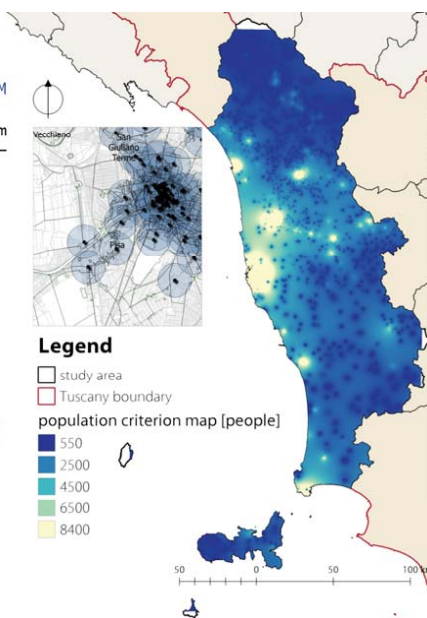 M
m
Vecchiano
San
Giuliano
Terme
Pisa
Legend
study area
Tuscany boundary
population criterion map [people]
550
2500
4500
6500
8400
50 0 50 100 km